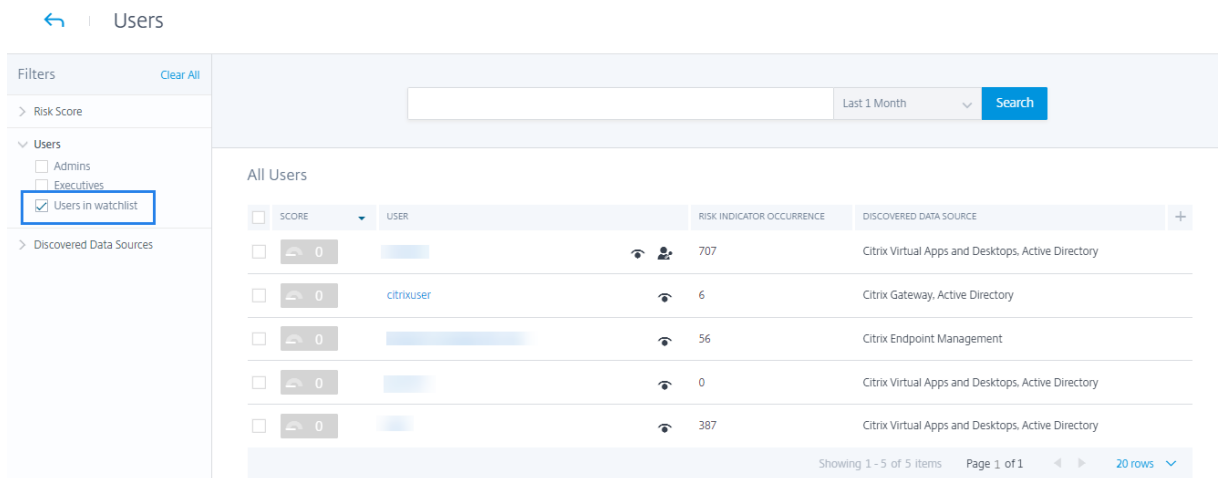 Users
Filters
Clear All
Risk Score
Users
Admins
Executives
Users in watchlist
Discovered Data Sources
Last 1 Month
Search
All Users
SCORE USER RISK INDICATOR OCCURRENCE DISCOVERED DATA SOURCE +
0 707 Citrix Virtual Apps and Desktops, Active Directory
0 citrixuser 6 Citrix Gateway, Active Directory
0 56 Citrix Endpoint Management
0 0 Citrix Virtual Apps and Desktops, Active Directory
0 387 Citrix Virtual Apps and Desktops, Active Directory
Showing 1 - 5 of 5 items Page 1 of 1 20 rows